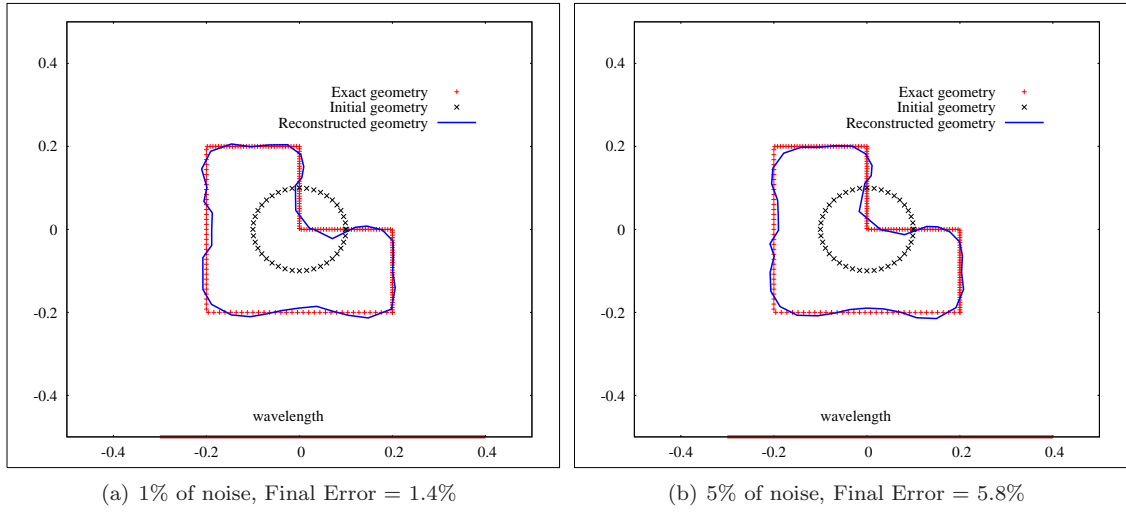 0.4
Exact geometry
Initial geometry
Reconstructed geometry
0.2
0
-0.2
-0.4
wavelength
-0.4 -0.2 0 0.2 0.4
(a) 1% of noise, Final Error = 1.4%
0.4
Exact geometry
Initial geometry
Reconstructed geometry
0.2
0
-0.2
-0.4
wavelength
-0.4 -0.2 0 0.2 0.4
(b) 5% of noise, Final Error = 5.8%